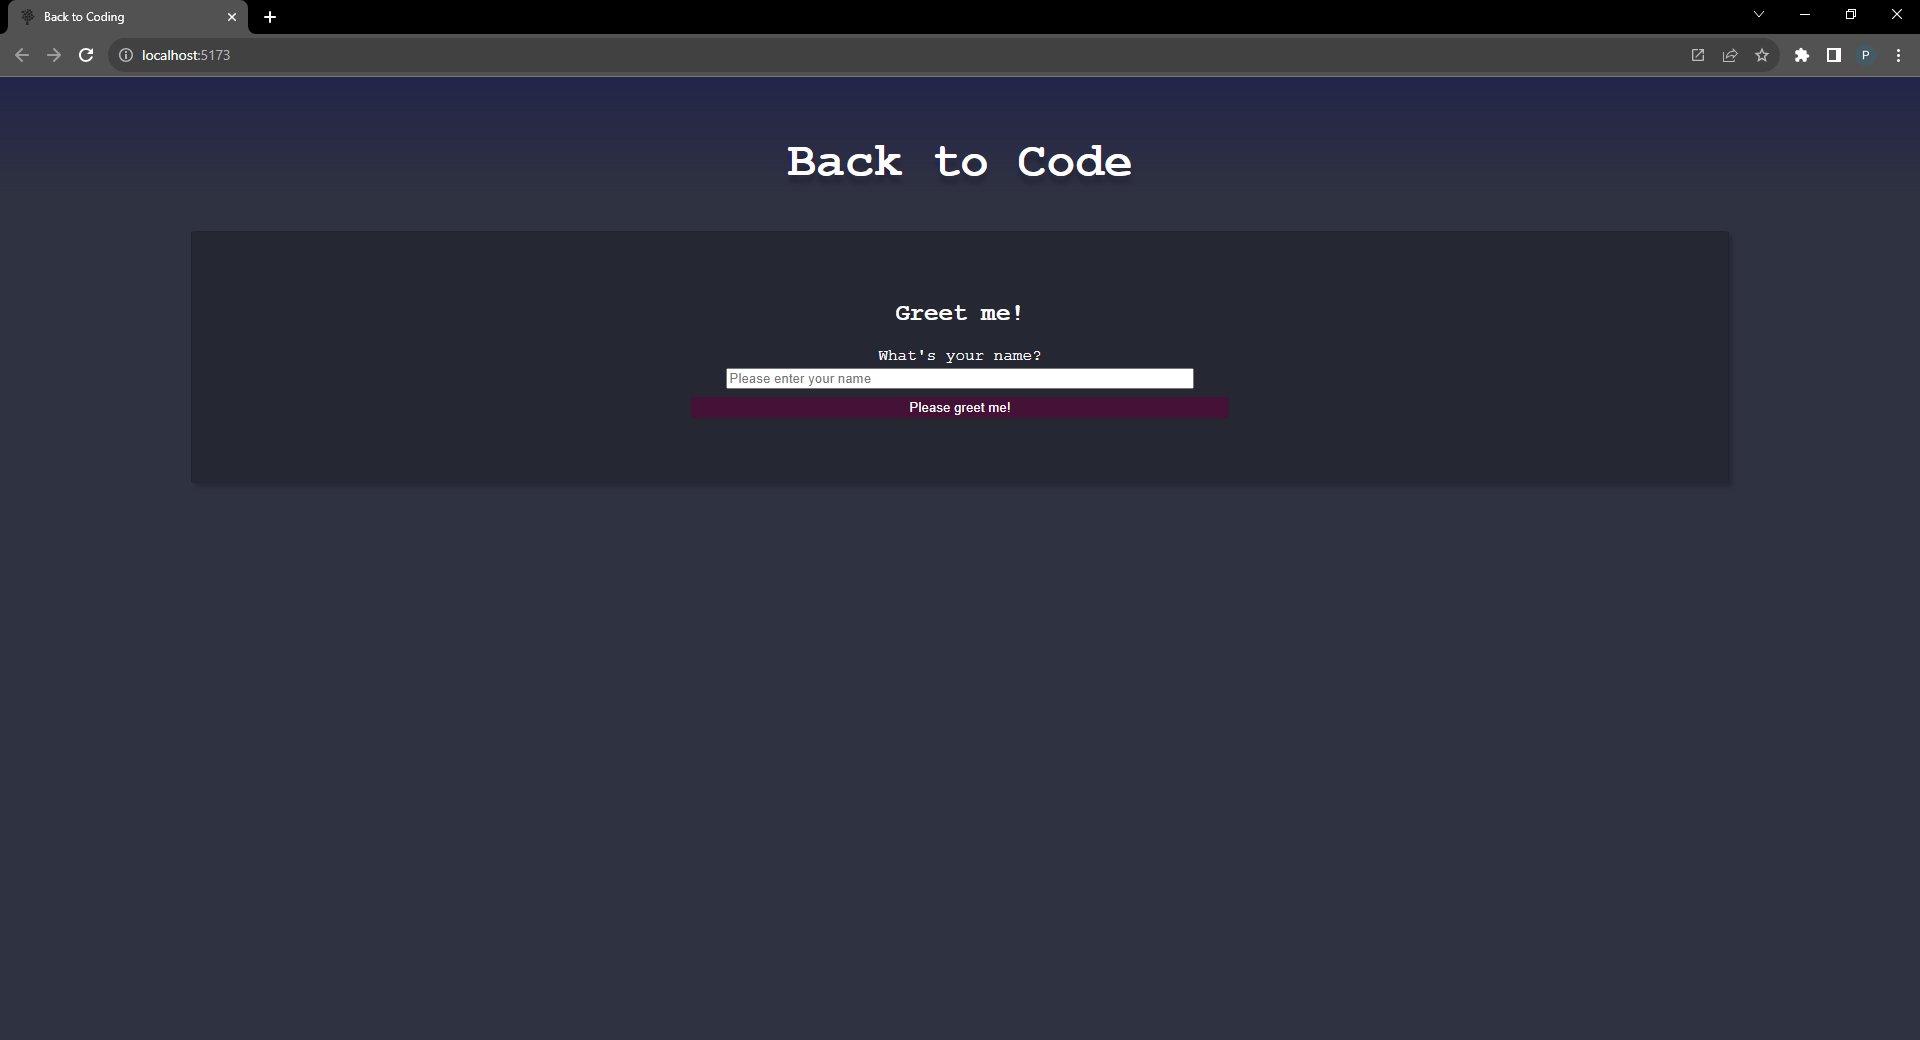 Back to Coding
localhost:5173
P
Back to Code
Greet me!
What's your name?
Please enter your name
Please greet me!